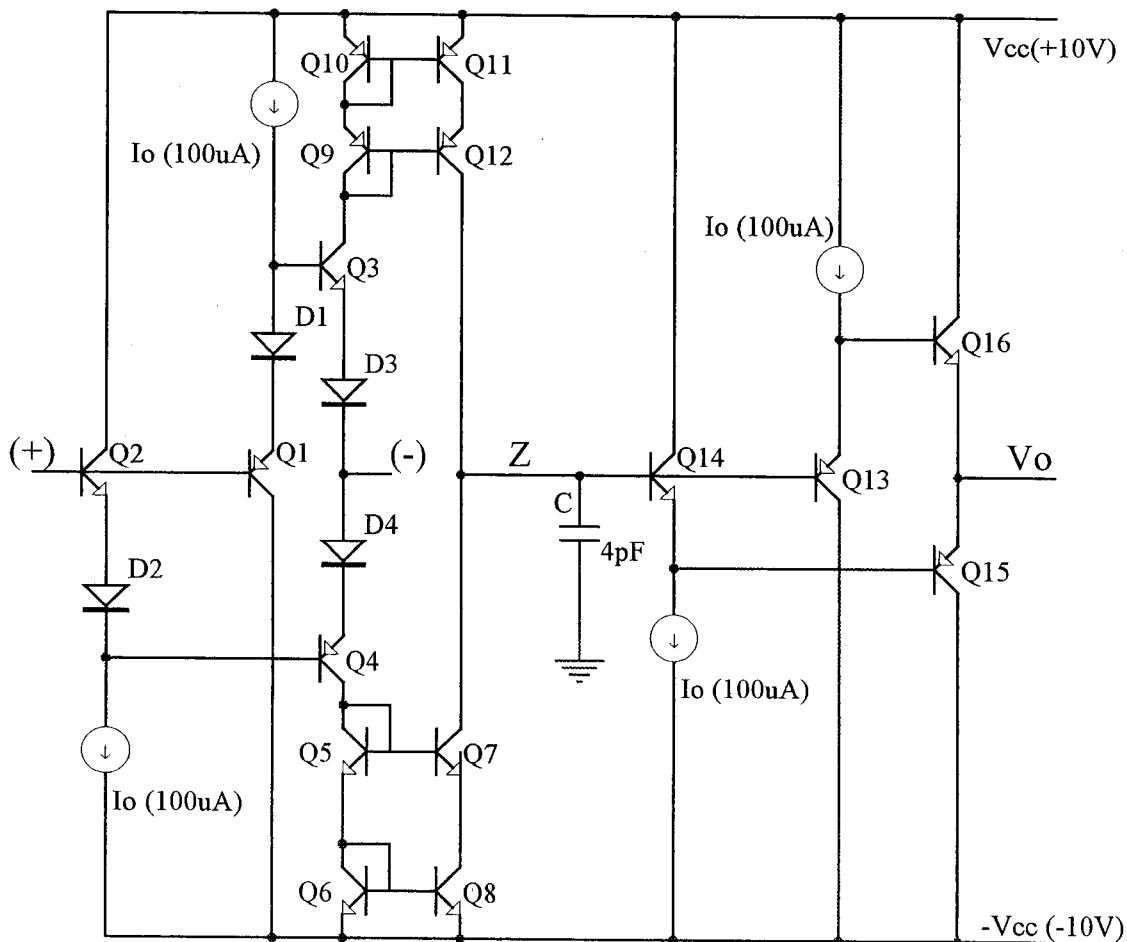 Vcc(+10V)
Q10
Q11
Io (100uA)
Q9
Q12
Io (100uA)
Q3
D1
Q16
D3
(+)
Q2
Q1
(-)
Z
Q14
Q13
Vo
C
D4
4pF
D2
Q15
Q4
Io (100uA)
Q5
Q7
Io (100uA)
Q6
Q8
-Vcc (-10V)